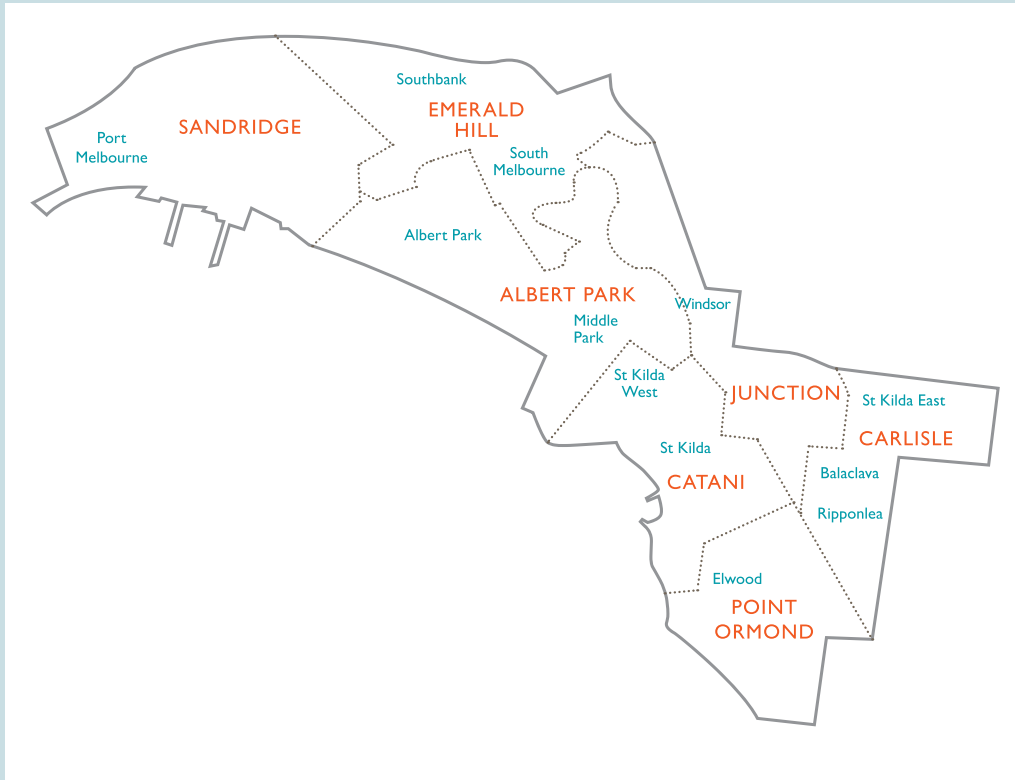 Southbank
EMERALD
HILL
SANDRIDGE
Port
Melbourne
South
Melbourne
Albert Park
ALBERT PARK
Windsor
Middle
Park
St Kilda
West
JUNCTION
St Kilda East
CARLISLE
St Kilda
CATANI
Balaclava
Ripponlea
Elwood
POINT
ORMOND